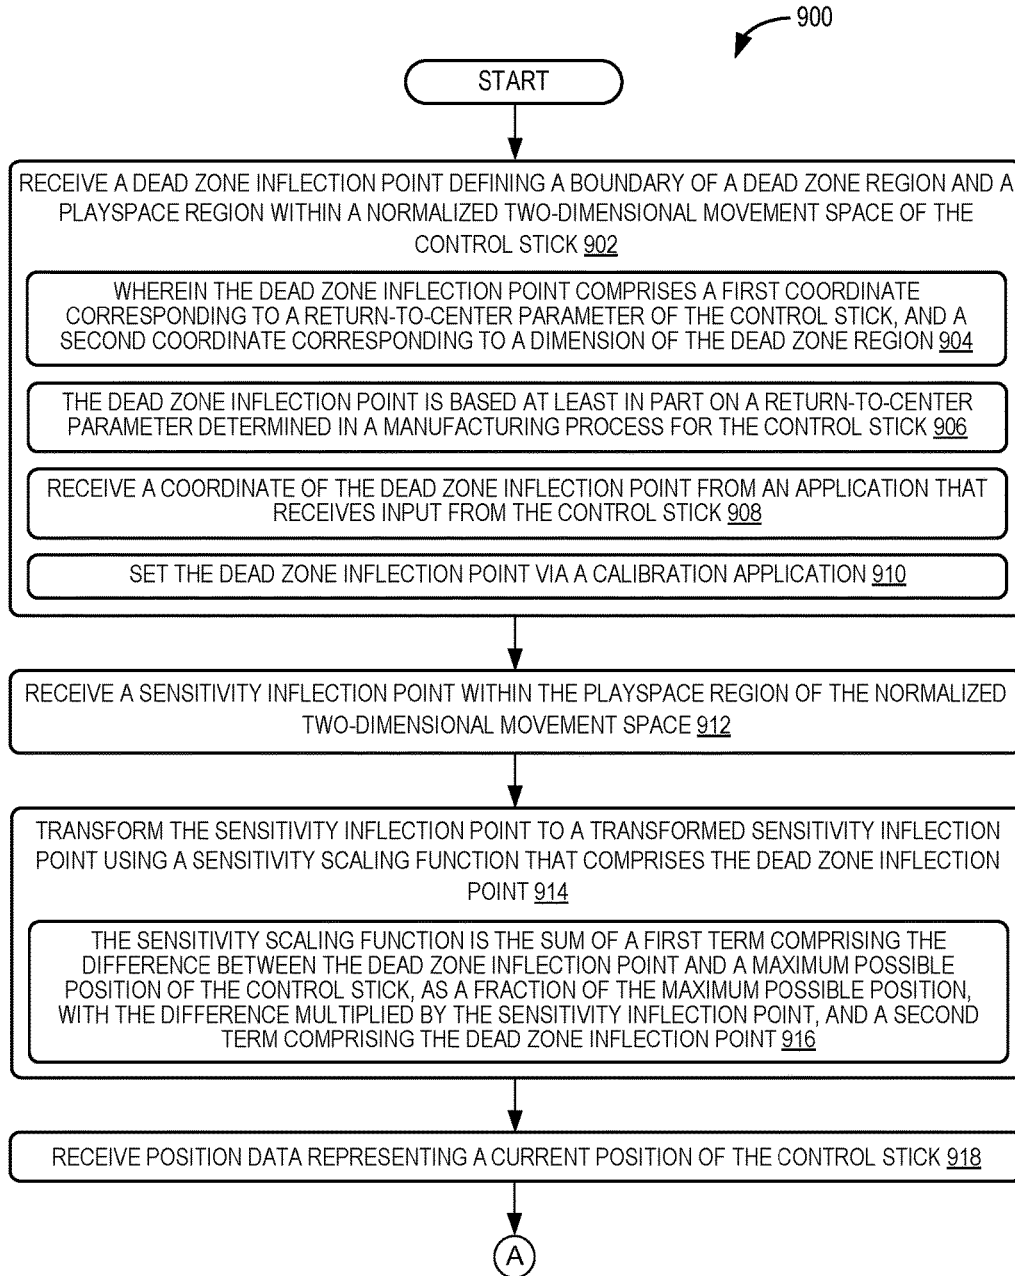 900
START
RECEIVE A DEAD ZONE INFLECTION POINT DEFINING A BOUNDARY OF A DEAD ZONE REGION AND A
PLAYSPACE REGION WITHIN A NORMALIZED TWO-DIMENSIONAL MOVEMENT SPACE OF THE
CONTROL STICK 902
WHEREIN THE DEAD ZONE INFLECTION POINT COMPRISES A FIRST COORDINATE
CORRESPONDING TO A RETURN-TO-CENTER PARAMETER OF THE CONTROL STICK, AND A
SECOND COORDINATE CORRESPONDING TO A DIMENSION OF THE DEAD ZONE REGION 904
THE DEAD ZONE INFLECTION POINT IS BASED AT LEAST IN PART ON A RETURN-TO-CENTER
PARAMETER DETERMINED IN A MANUFACTURING PROCESS FOR THE CONTROL STICK 906
RECEIVE A COORDINATE OF THE DEAD ZONE INFLECTION POINT FROM AN APPLICATION THAT
RECEIVES INPUT FROM THE CONTROL STICK 908
SET THE DEAD ZONE INFLECTION POINT VIA A CALIBRATION APPLICATION 910
RECEIVE A SENSITIVITY INFLECTION POINT WITHIN THE PLAYSPACE REGION OF THE NORMALIZED
TWO-DIMENSIONAL MOVEMENT SPACE 912
TRANSFORM THE SENSITIVITY INFLECTION POINT TO A TRANSFORMED SENSITIVITY INFLECTION
POINT USING A SENSITIVITY SCALING FUNCTION THAT COMPRISES THE DEAD ZONE INFLECTION
POINT 914
THE SENSITIVITY SCALING FUNCTION IS THE SUM OF A FIRST TERM COMPRISING THE
DIFFERENCE BETWEEN THE DEAD ZONE INFLECTION POINT AND A MAXIMUM POSSIBLE
POSITION OF THE CONTROL STICK, AS A FRACTION OF THE MAXIMUM POSSIBLE POSITION,
WITH THE DIFFERENCE MULTIPLIED BY THE SENSITIVITY INFLECTION POINT, AND A SECOND
TERM COMPRISING THE DEAD ZONE INFLECTION POINT 916
RECEIVE POSITION DATA REPRESENTING A CURRENT POSITION OF THE CONTROL STICK 918
A